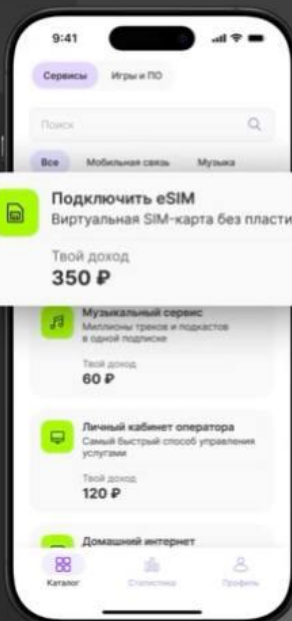 9:41
Сервисы Игры и ПО
Поиск
Все Мобильная связь Музыка
Подключить eSIM
Виртуальная SIM-карта без пласти
Твой доход
350 ₽
Музыкальный сервис
Миллионы треков и подкастов
в одной подписке
Твой доход
60 ₽
Личный кабинет оператора
Самый быстрый способ управления
услугами
Твой доход
120 ₽
Домашний интернет
Каталог Статистика Профиль